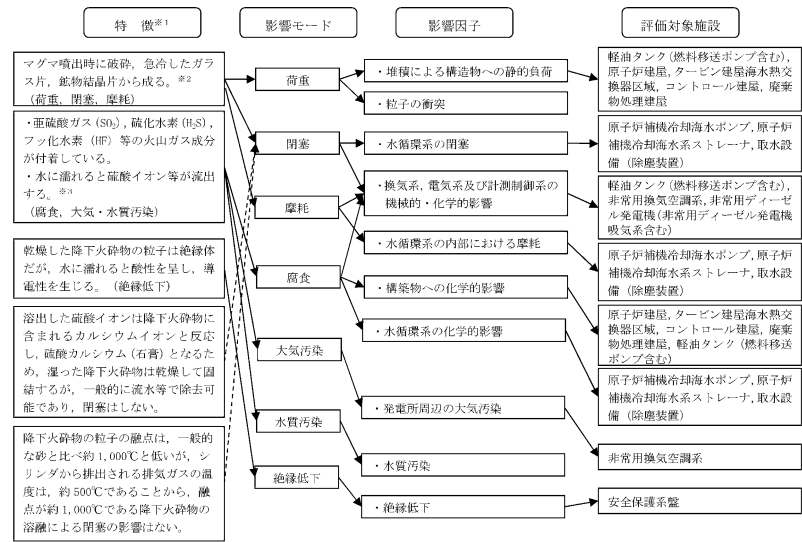 特　徴※1
影響モード
影響因子
評価対象施設
マグマ噴出時に破砕，急冷したガラ
ス片，鉱物結晶片から成る。※2
（荷重，閉塞，摩耗）
・亜硫酸ガス(SO₂)，硫化水素(H₂S)，
フッ化水素（HF）等の火山ガス成分
が付着している。
・水に濡れると硫酸イオン等が流出
する。※3
（腐食，大気・水質汚染）
乾燥した降下火砕物の粒子は絶縁体
だが，水に濡れると酸性を呈し，導
電性を生じる。（絶縁低下）
溶出した硫酸イオンは降下火砕物に
含まれるカルシウムイオンと反応
し，硫酸カルシウム（石膏）となるた
め，湿った降下火砕物は乾燥して固
結するが，一般的に流水等で除去可
能であり，閉塞はしない。
降下火砕物の粒子の融点は，一般的
な砂と比べ約1,000℃と低いが，シ
リンダから排出される排気ガスの温
度は，約500℃であることから，融
点が約1,000℃である降下火砕物の
溶融による閉塞の影響はない。
荷重
閉塞
摩耗
腐食
大気汚染
水質汚染
絶縁低下
・堆積による構造物への静的負荷
・粒子の衝突
・水循環系の閉塞
・換気系，電気系及び計測制御系の
機械的・化学的影響
・水循環系の内部における摩耗
・構築物への化学的影響
・水循環系の化学的影響
・発電所周辺の大気汚染
・水質汚染
・絶縁低下
軽油タンク（燃料移送ポンプ含む），
原子炉建屋，タービン建屋海水熱交
換器区域，コントロール建屋，廃棄
物処理建屋
原子炉補機冷却海水ポンプ，原子炉
補機冷却海水系ストレーナ，取水設
備（除塵装置）
軽油タンク（燃料移送ポンプ含む），
非常用換気空調系，非常用ディーゼ
ル発電機（非常用ディーゼル発電機
吸気系含む）
原子炉補機冷却海水ポンプ，原子炉
補機冷却海水系ストレーナ，取水設
備（除塵装置）
原子炉建屋，タービン建屋海水熱交
換器区域，コントロール建屋，廃棄
物処理建屋，軽油タンク（燃料移送
ポンプ含む）
原子炉補機冷却海水ポンプ，原子炉
補機冷却海水系ストレーナ，取水設
備（除塵装置）
非常用換気空調系
安全保護系盤